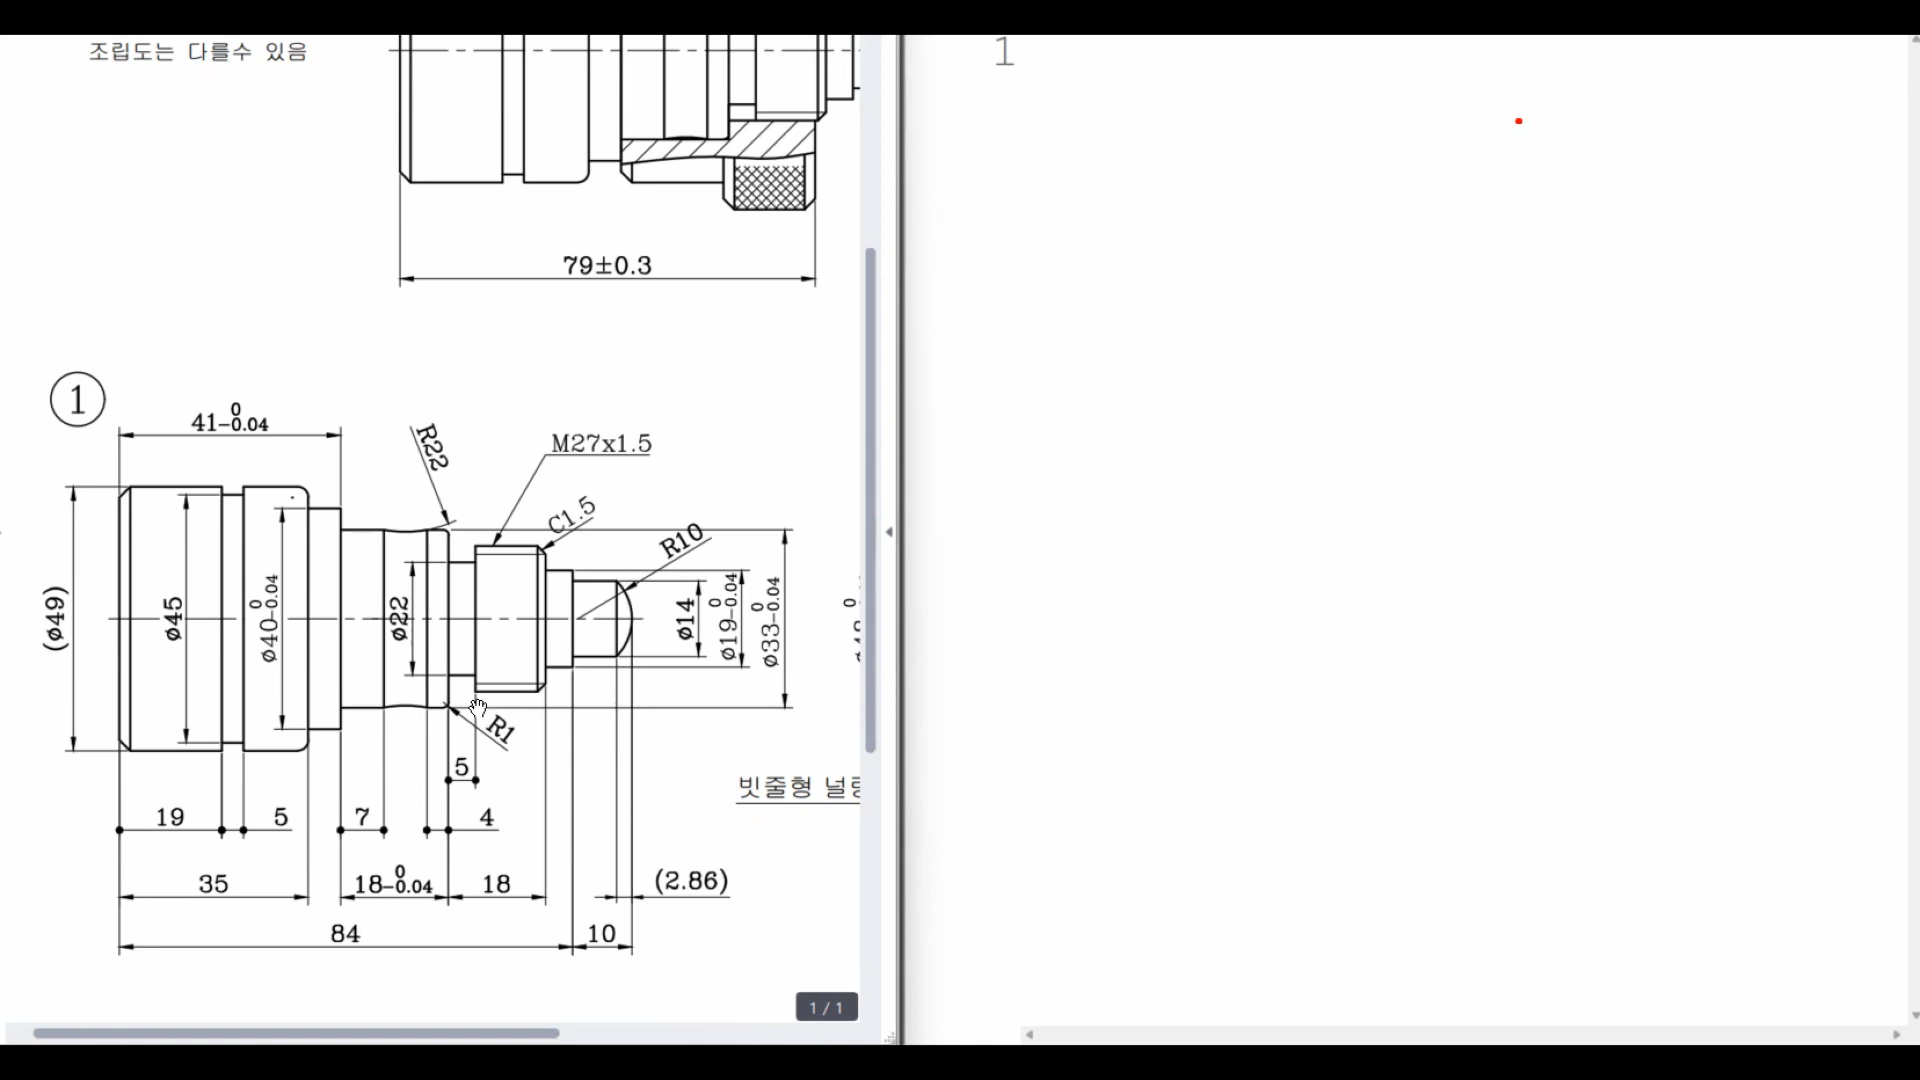 조립도는 다를수 있음
1
79±0.3
1
41 0 -0.04
R22
M27x1.5
C1.5
R10
(ø49)
ø45
ø40 0 -0.04
ø22
ø14
ø19 0 -0.04
ø33 0 -0.04
R1
5
빗줄형
19
5
7
4
35
18 0 -0.04
18
(2.86)
84
10
1 / 1